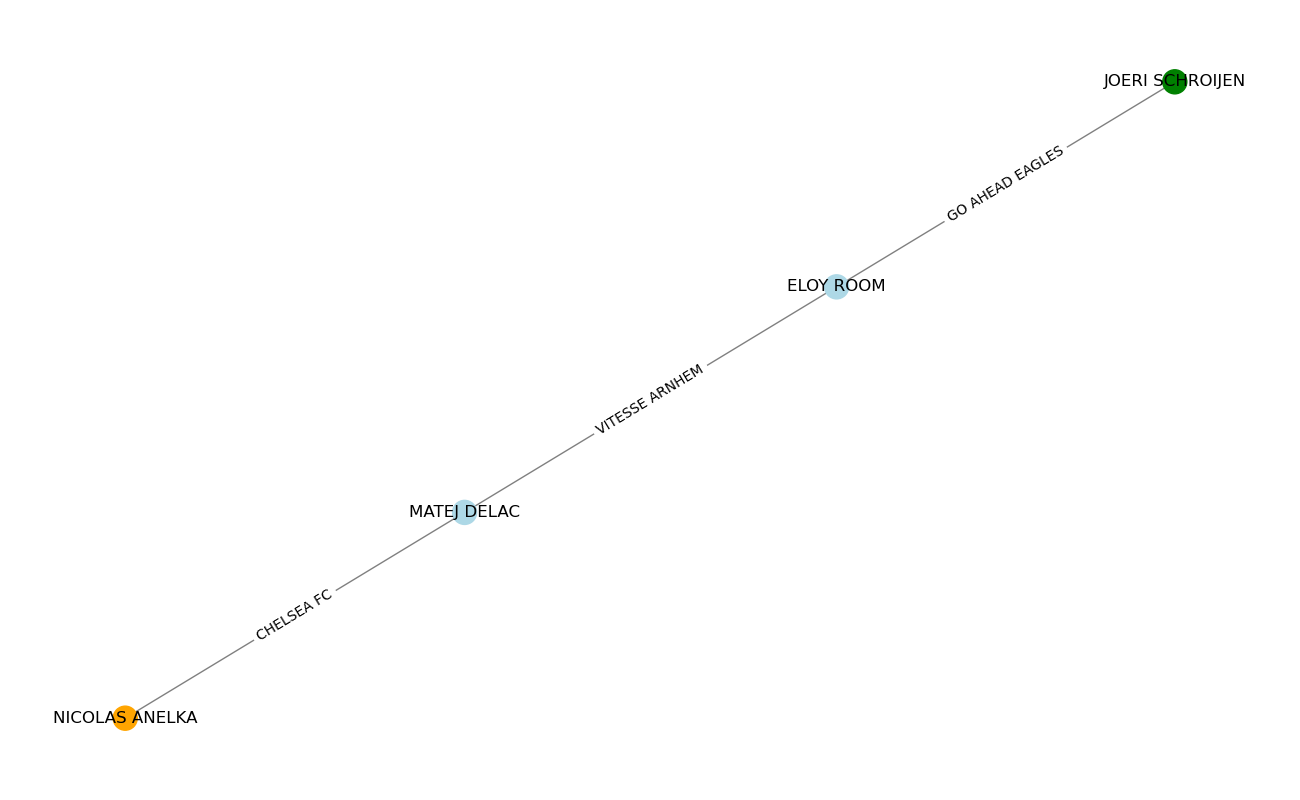 JOERI SCHROIJEN
GO AHEAD EAGLES
ELOY ROOM
VITESSE ARNHEM
MATEJ DELAC
CHELSEA FC
NICOLAS ANELKA